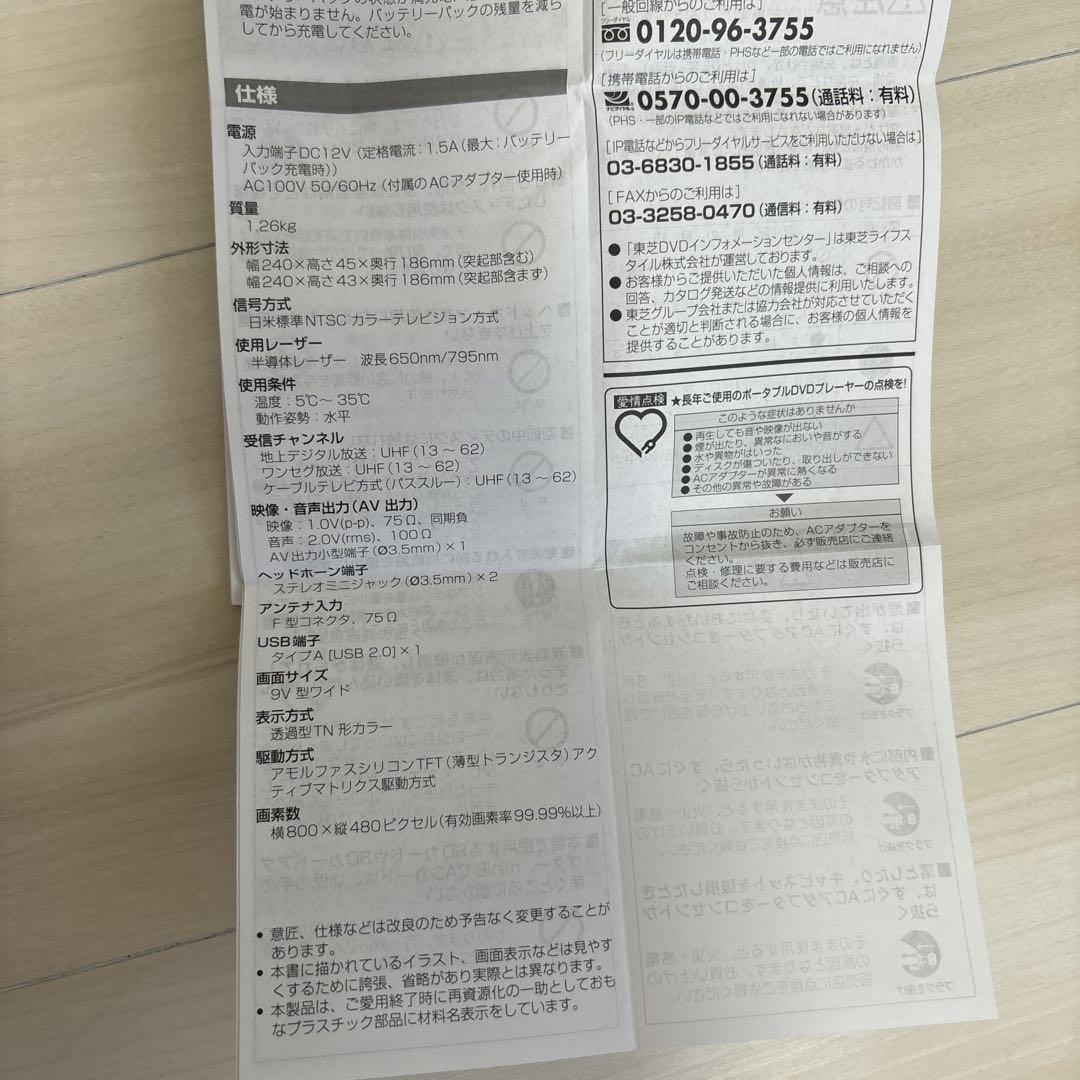 電が始まりません。バッテリーパックの残量を減ら
してから充電してください。
仕様
電源
入力端子DC12V(定格電流:1.5A(最大:バッテリー
パック充電時))
AC100V 50/60Hz(付属のACアダプター使用時)
質量
1.26kg
外形寸法
幅240×高さ45×奥行186mm(突起部含む)
幅240×高さ43×奥行186mm(突起部含まず)
信号方式
日米標準NTSCカラーテレビジョン方式
使用レーザー
半導体レーザー 波長650nm/795nm
使用条件
温度:5℃~35℃
動作姿勢:水平
受信チャンネル
地上デジタル放送:UHF(13~62)
ワンセグ放送:UHF(13~62)
ケーブルテレビ方式(パススルー):UHF(13~62)
映像・音声出力(AV 出力)
映像:1.0V(p-p)、75Ω、同期負
音声:2.0V(rms)、100Ω
AV出力小型端子(Ø3.5mm)×1
ヘッドホーン端子
ステレオミニジャック(Ø3.5mm)×2
アンテナ入力
F型コネクタ、75Ω
USB端子
タイプA [USB 2.0]×1
画面サイズ
9V型ワイド
表示方式
透過型TN形カラー
駆動方式
アモルファスシリコンTFT(薄型トランジスタ)アク
ティブマトリクス駆動方式
画素数
横800×縦480ピクセル(有効画素率99.99%以上)
• 意匠、仕様などは改良のため予告なく変更することが
あります。
• 本書に描かれているイラスト、画面表示などは見やす
くするために誇張、省略があり実際とは異なります。
• 本製品は、ご愛用終了時に再資源化の一助としておも
なプラスチック部品に材料名表示をしています。
[一般回線からのご利用は]
フリーダイヤル
0120-96-3755
(フリーダイヤルは携帯電話・PHSなど一部の電話ではご利用になれません)
[携帯電話からのご利用は]
ナビダイヤル
0570-00-3755(通話料:有料)
(PHS・一部のIP電話などではご利用になれない場合があります)
[IP電話などからフリーダイヤルサービスをご利用いただけない場合は]
03-6830-1855(通話料:有料)
[FAXからのご利用は]
03-3258-0470(通信料:有料)
● 「東芝DVDインフォメーションセンター」は東芝ライフス
タイル株式会社が運営しております。
● お客様からご提供いただいた個人情報は、ご相談への
回答、カタログ発送などの情報提供に利用いたします。
● 東芝グループ会社または協力会社が対応させていただく
ことが適切と判断される場合に、お客様の個人情報を
提供することがあります。
愛情点検
★長年ご使用のポータブルDVDプレーヤーの点検を!
このような症状はありませんか
● 再生しても音や映像が出ない
● 煙が出たり、異常なにおいや音がする
● 水や異物がはいった
● ディスクが傷ついたり、取り出しができない
● ACアダプターが異常に熱くなる
● その他の異常や故障がある
お願い
故障や事故防止のため、ACアダプターを
コンセントから抜き、必ず販売店にご連絡
ください。
点検・修理に要する費用などは販売店に
ご相談ください。